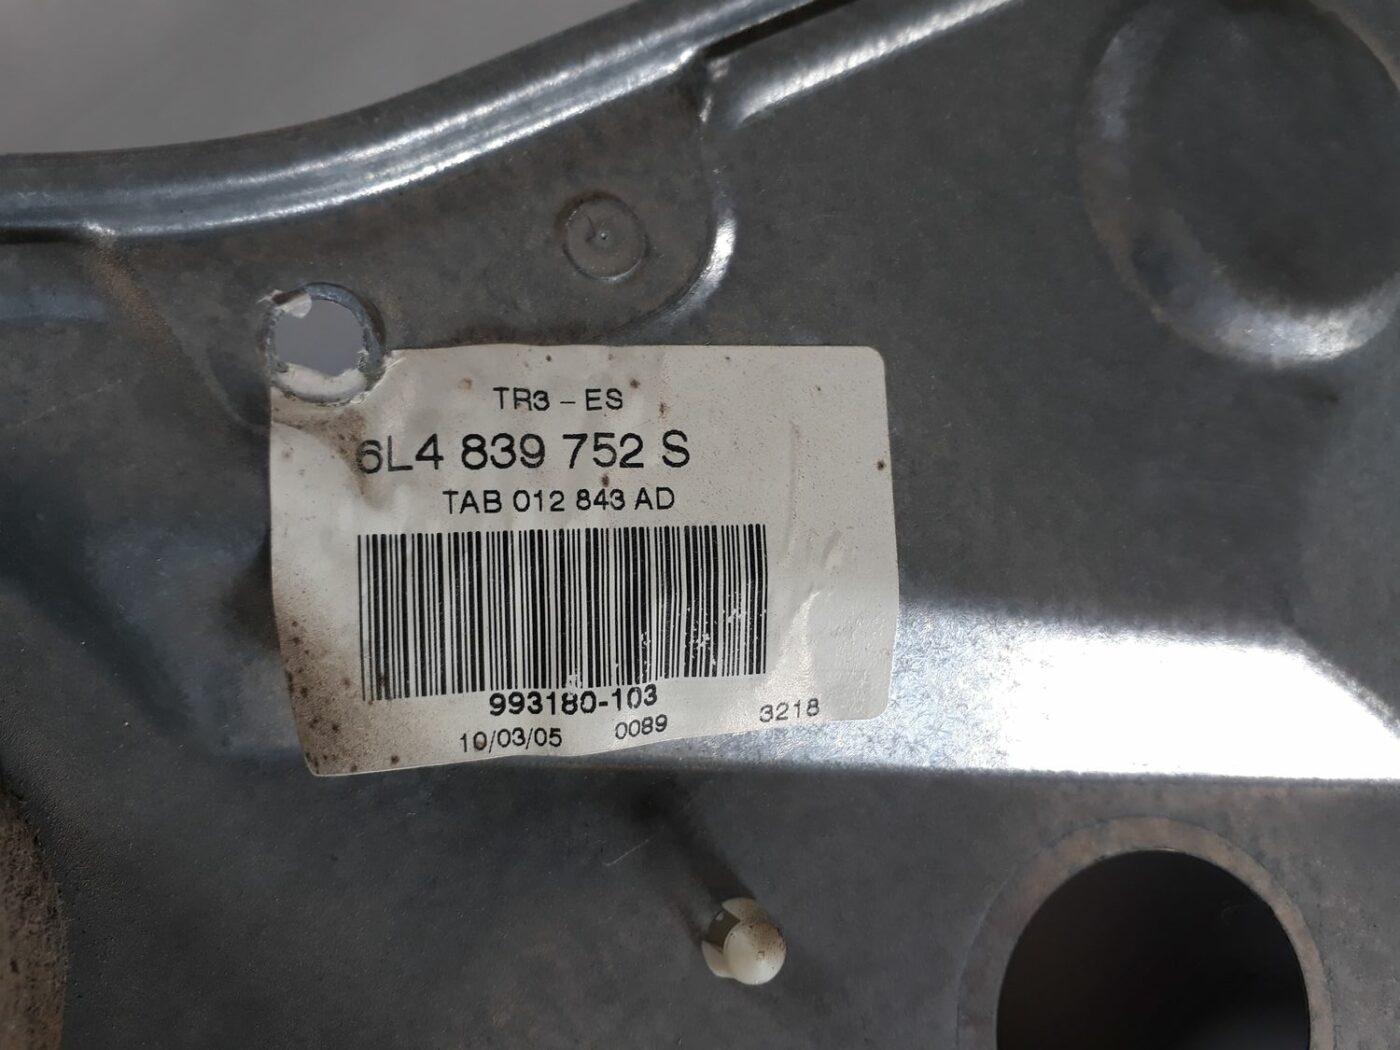 TR3 - ES
6L4 839 752 S
TAB 012 843 AD
993180-103
10/03/05 0089 3218